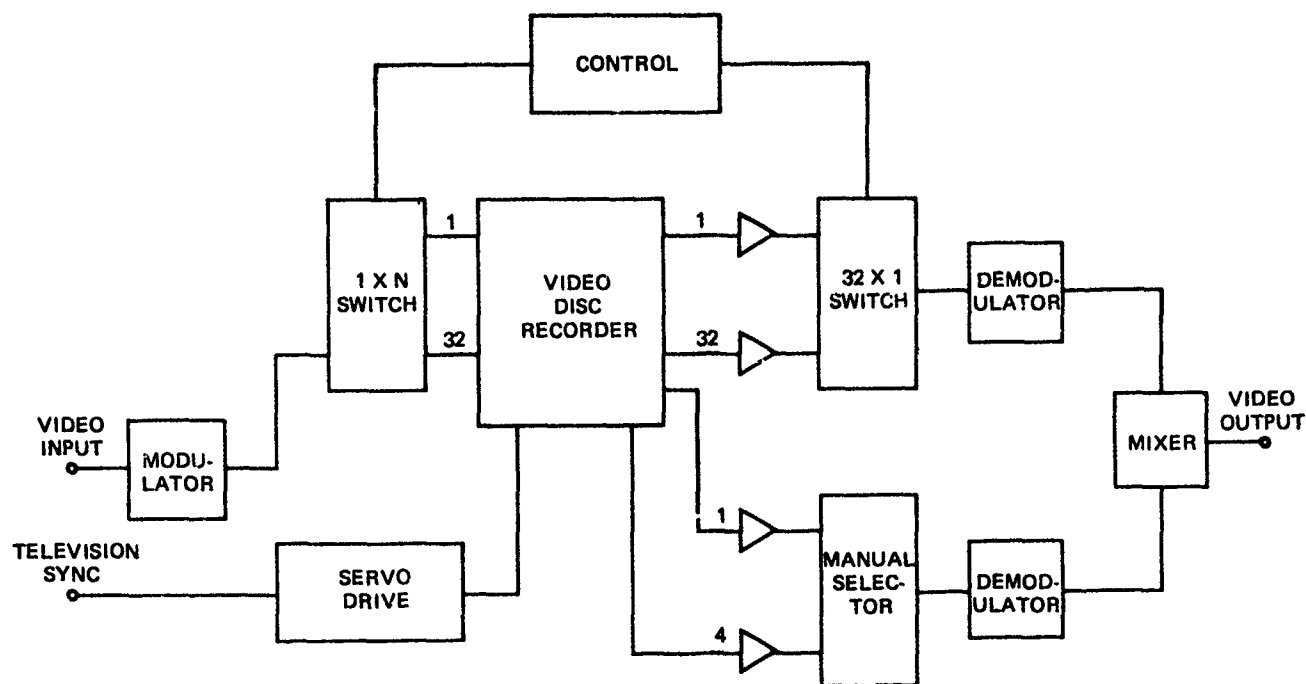 CONTROL
1
1
1 X N
SWITCH
VIDEO
DISC
RECORDER
32 X 1
SWITCH
DEMOD-
ULATOR
32
32
VIDEO
INPUT
MODU-
LATOR
MIXER
VIDEO
OUTPUT
TELEVISION
SYNC
SERVO
DRIVE
1
MANUAL
SELEC-
TOR
DEMOD-
ULATOR
4